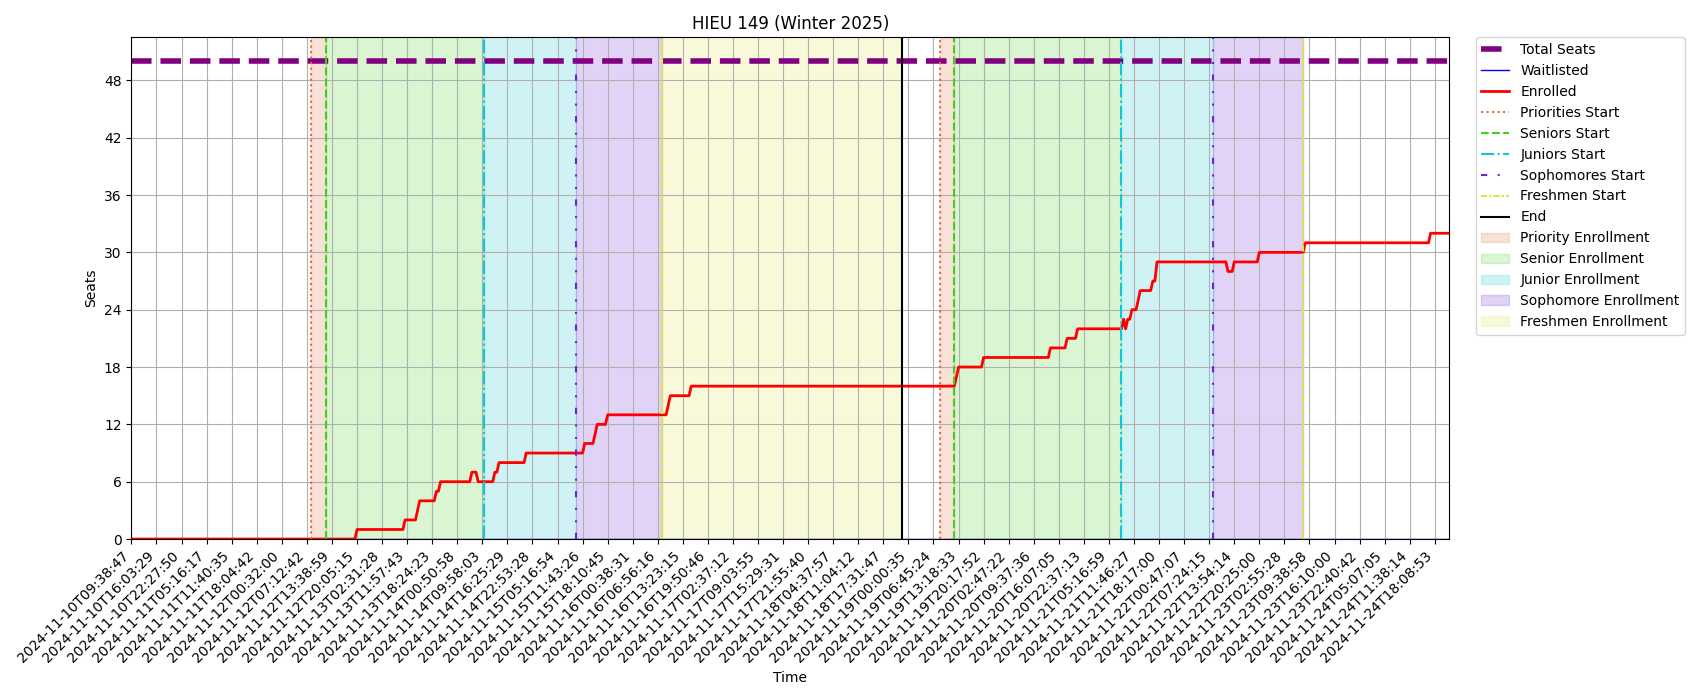 HIEU 149 (Winter 2025)
Seats
48
42
36
30
24
18
12
6
0
2024-11-10T09:38:47
2024-11-10T16:03:29
2024-11-10T22:27:50
2024-11-11T05:16:17
2024-11-11T11:40:35
2024-11-11T18:04:42
2024-11-12T00:32:00
2024-11-12T07:12:42
2024-11-12T13:38:59
2024-11-12T20:05:15
2024-11-13T02:31:28
2024-11-13T11:57:43
2024-11-13T18:24:23
2024-11-14T00:50:58
2024-11-14T09:58:03
2024-11-14T16:25:29
2024-11-14T22:53:28
2024-11-15T05:16:54
2024-11-15T11:43:26
2024-11-15T18:10:45
2024-11-16T00:38:31
2024-11-16T06:56:16
2024-11-16T13:23:15
2024-11-16T19:50:46
2024-11-17T02:37:12
2024-11-17T09:03:55
2024-11-17T15:29:31
2024-11-17T21:55:40
2024-11-18T04:37:57
2024-11-18T11:04:12
2024-11-18T17:31:47
2024-11-19T00:00:35
2024-11-19T06:45:24
2024-11-19T13:18:33
2024-11-19T20:17:52
2024-11-20T02:47:22
2024-11-20T09:37:36
2024-11-20T16:07:05
2024-11-20T22:37:13
2024-11-21T05:16:59
2024-11-21T11:46:27
2024-11-21T18:17:00
2024-11-22T00:47:07
2024-11-22T07:24:15
2024-11-22T13:54:14
2024-11-22T20:25:00
2024-11-23T02:55:28
2024-11-23T09:38:58
2024-11-23T16:10:00
2024-11-23T22:40:42
2024-11-24T05:07:05
2024-11-24T11:38:14
2024-11-24T18:08:53
Time
Total Seats
Waitlisted
Enrolled
Priorities Start
Seniors Start
Juniors Start
Sophomores Start
Freshmen Start
End
Priority Enrollment
Senior Enrollment
Junior Enrollment
Sophomore Enrollment
Freshmen Enrollment